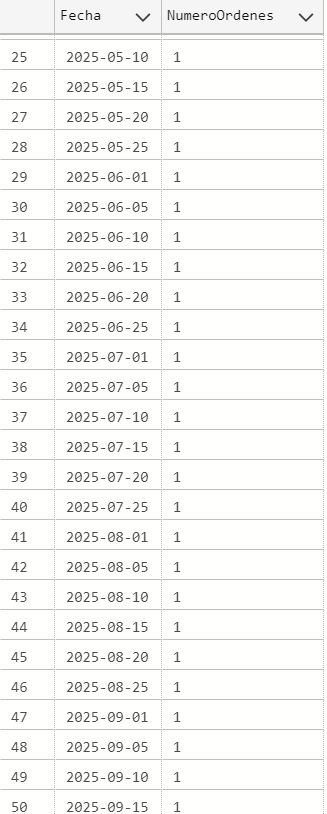 Fecha NumeroOrdenes
25 2025-05-10 1
26 2025-05-15 1
27 2025-05-20 1
28 2025-05-25 1
29 2025-06-01 1
30 2025-06-05 1
31 2025-06-10 1
32 2025-06-15 1
33 2025-06-20 1
34 2025-06-25 1
35 2025-07-01 1
36 2025-07-05 1
37 2025-07-10 1
38 2025-07-15 1
39 2025-07-20 1
40 2025-07-25 1
41 2025-08-01 1
42 2025-08-05 1
43 2025-08-10 1
44 2025-08-15 1
45 2025-08-20 1
46 2025-08-25 1
47 2025-09-01 1
48 2025-09-05 1
49 2025-09-10 1
50 2025-09-15 1